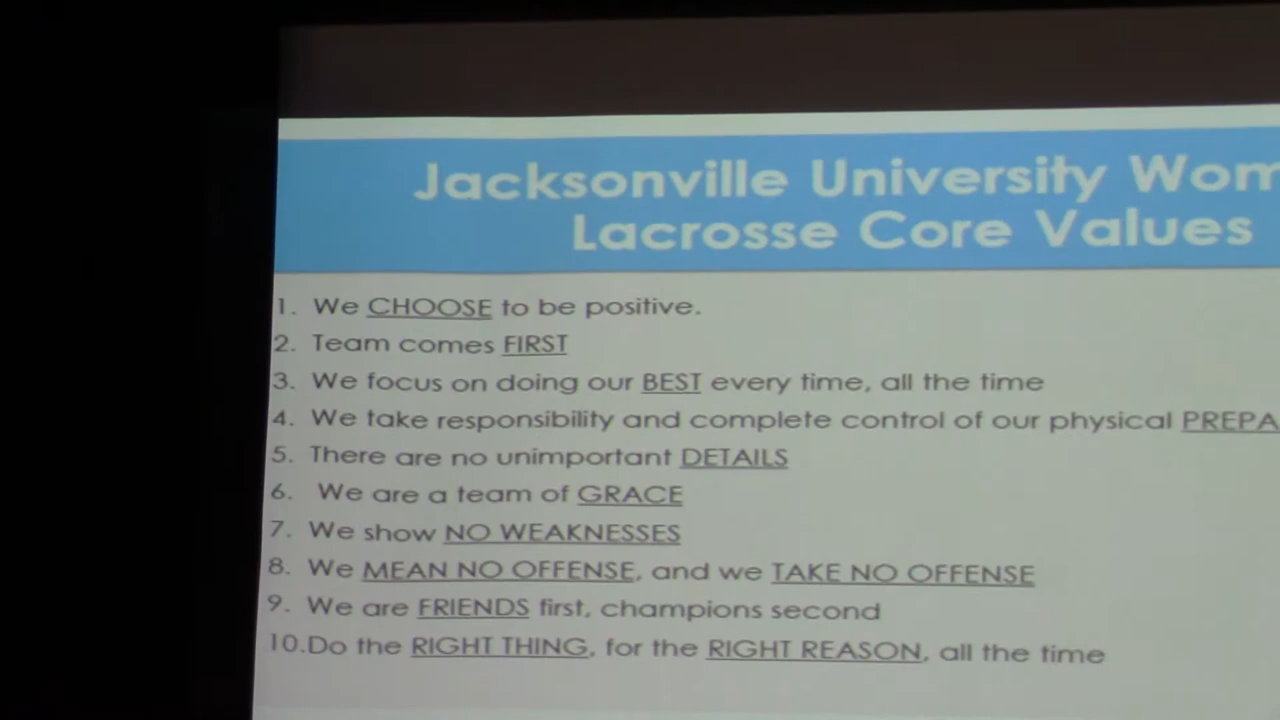 Jacksonville University Wom
Lacrosse Core Values
1. We CHOOSE to be positive.
2. Team comes FIRST
3. We focus on doing our BEST every time, all the time
4. We take responsibility and complete control of our physical PREPA
5. There are no unimportant DETAILS
6. We are a team of GRACE
7. We show NO WEAKNESSES
8. We MEAN NO OFFENSE, and we TAKE NO OFFENSE
9. We are FRIENDS first, champions second
10.Do the RIGHT THING, for the RIGHT REASON, all the time